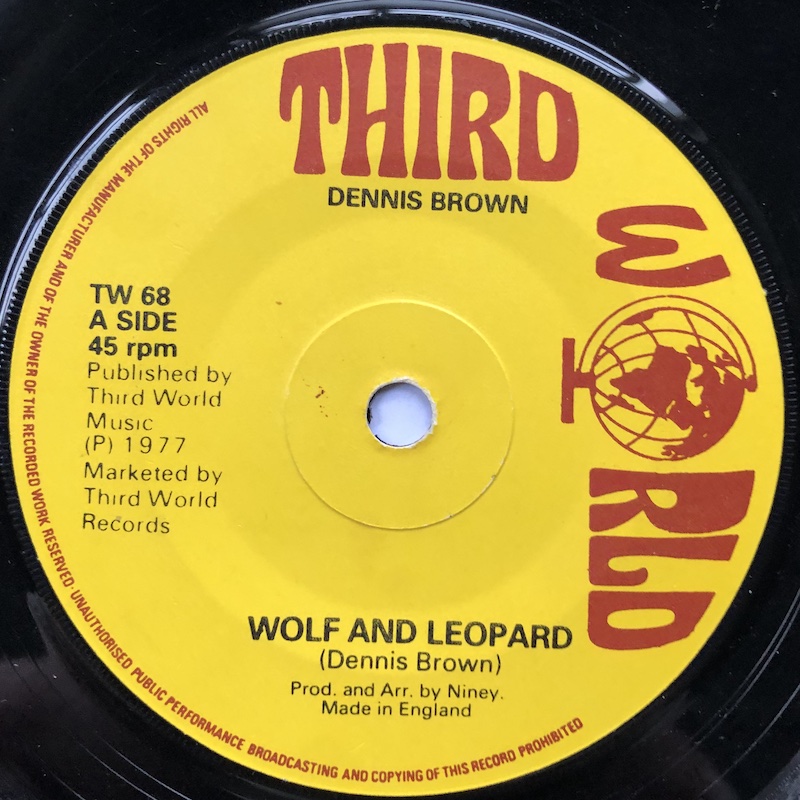 THIRD
WORLD
DENNIS BROWN
TW 68
A SIDE
45 rpm
Published by
Third World
Music
(P) 1977
Marketed by
Third World
Records
WOLF AND LEOPARD
(Dennis Brown)
Prod. and Arr. by Niney.
Made in England
ALL RIGHTS OF THE MANUFACTURER AND OF THE OWNER OF THE RECORDED WORK RESERVED · UNAUTHORISED PUBLIC PERFORMANCE BROADCASTING AND COPYING OF THIS RECORD PROHIBITED